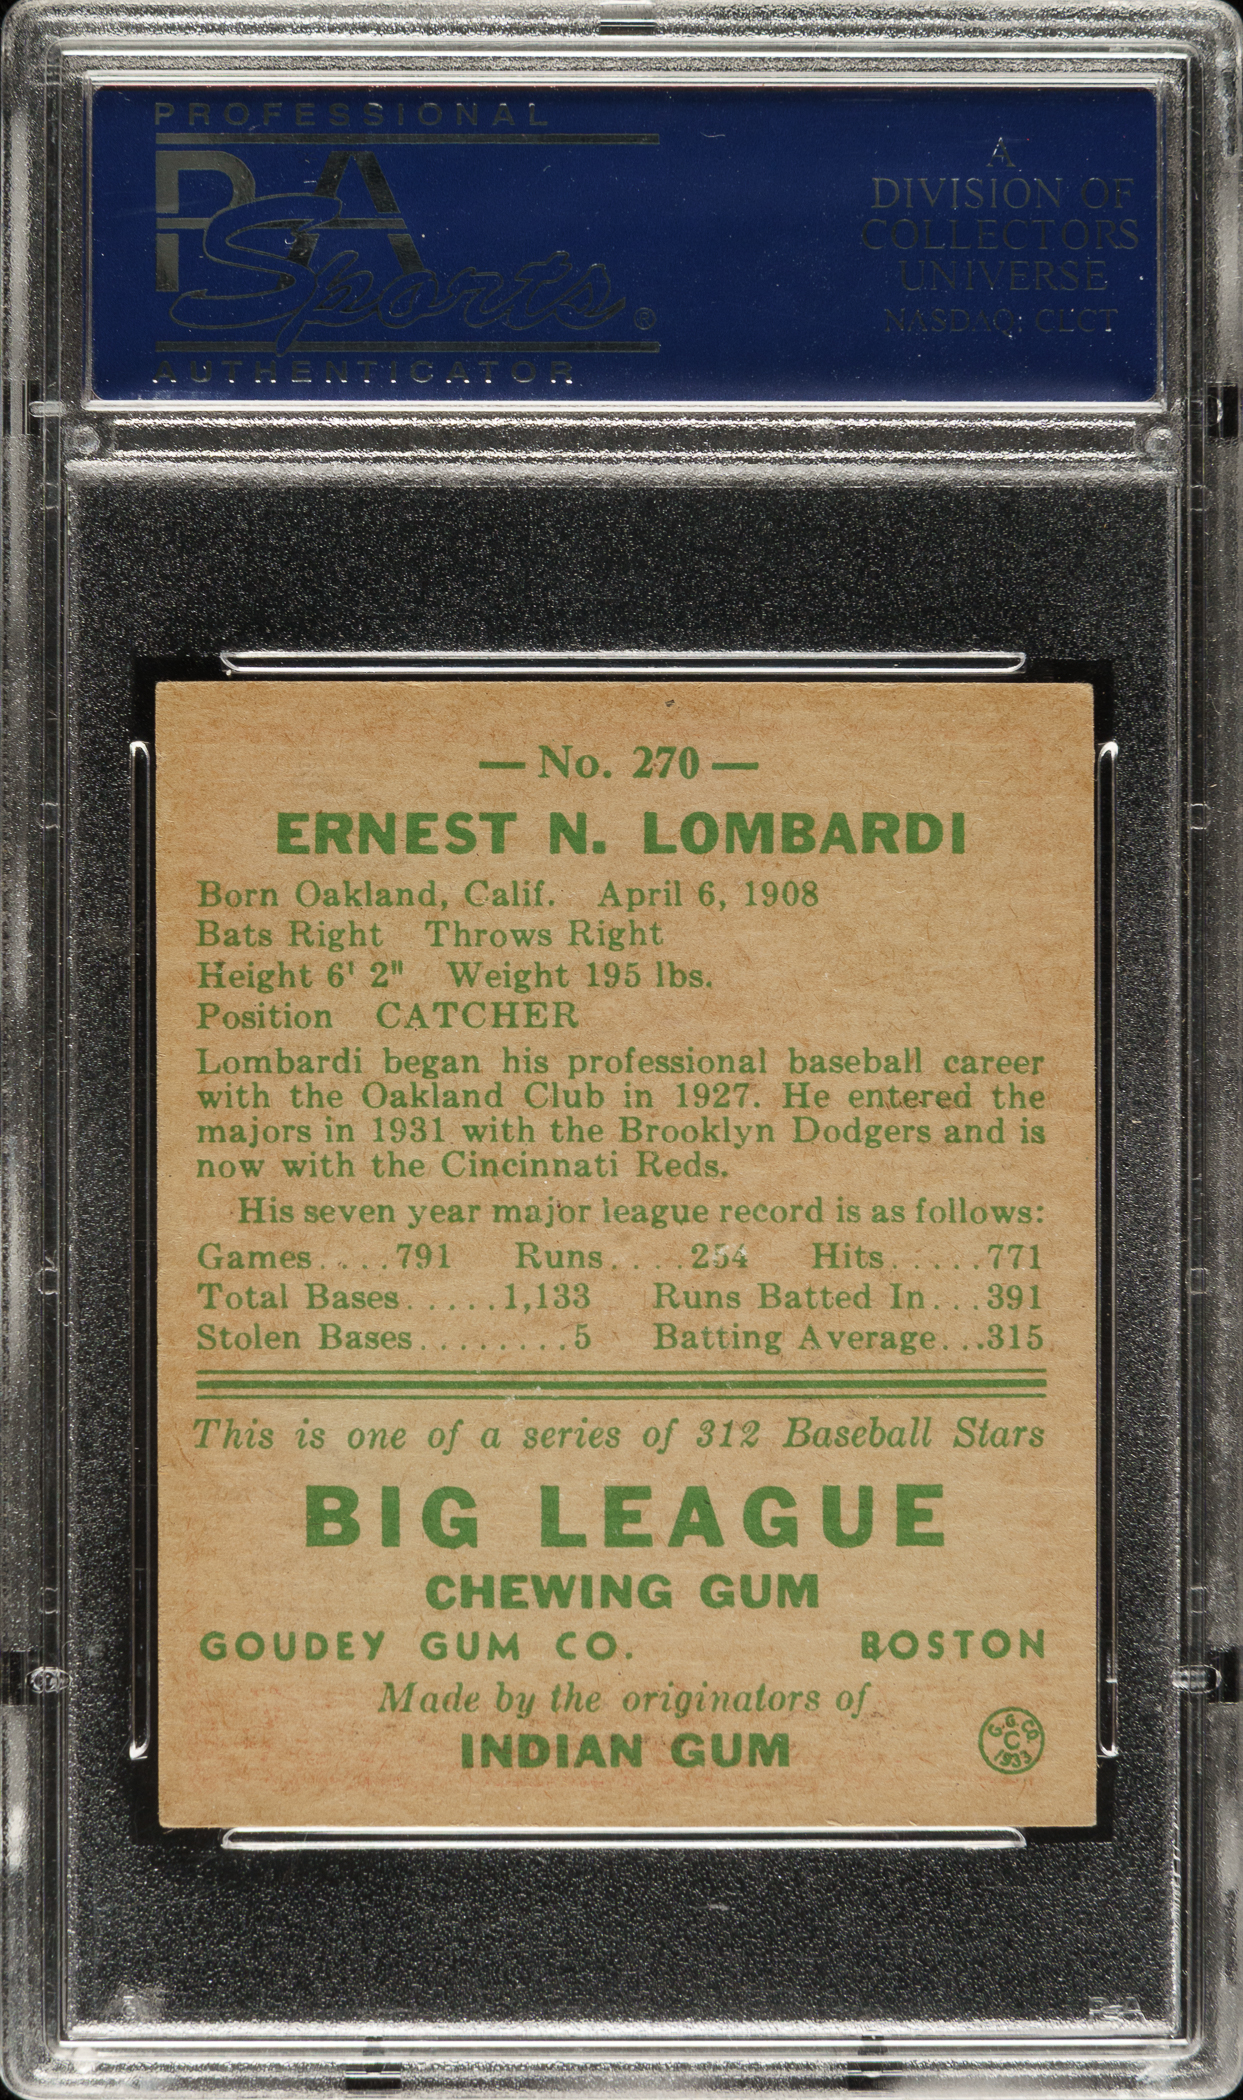 PROFESSIONAL
PSA
Sports®
AUTHENTICATOR
A
DIVISION OF
COLLECTORS
UNIVERSE
NASDAQ: CLCT
— No. 270 —
ERNEST N. LOMBARDI
Born Oakland, Calif. April 6, 1908
Bats Right Throws Right
Height 6' 2" Weight 195 lbs.
Position CATCHER
Lombardi began his professional baseball career
with the Oakland Club in 1927. He entered the
majors in 1931 with the Brooklyn Dodgers and is
now with the Cincinnati Reds.
His seven year major league record is as follows:
Games....791 Runs....254 Hits.....771
Total Bases.....1,133 Runs Batted In...391
Stolen Bases........5 Batting Average...315
This is one of a series of 312 Baseball Stars
BIG LEAGUE
CHEWING GUM
GOUDEY GUM CO. BOSTON
Made by the originators of
INDIAN GUM
G.G.CO.
C
1933
PSA